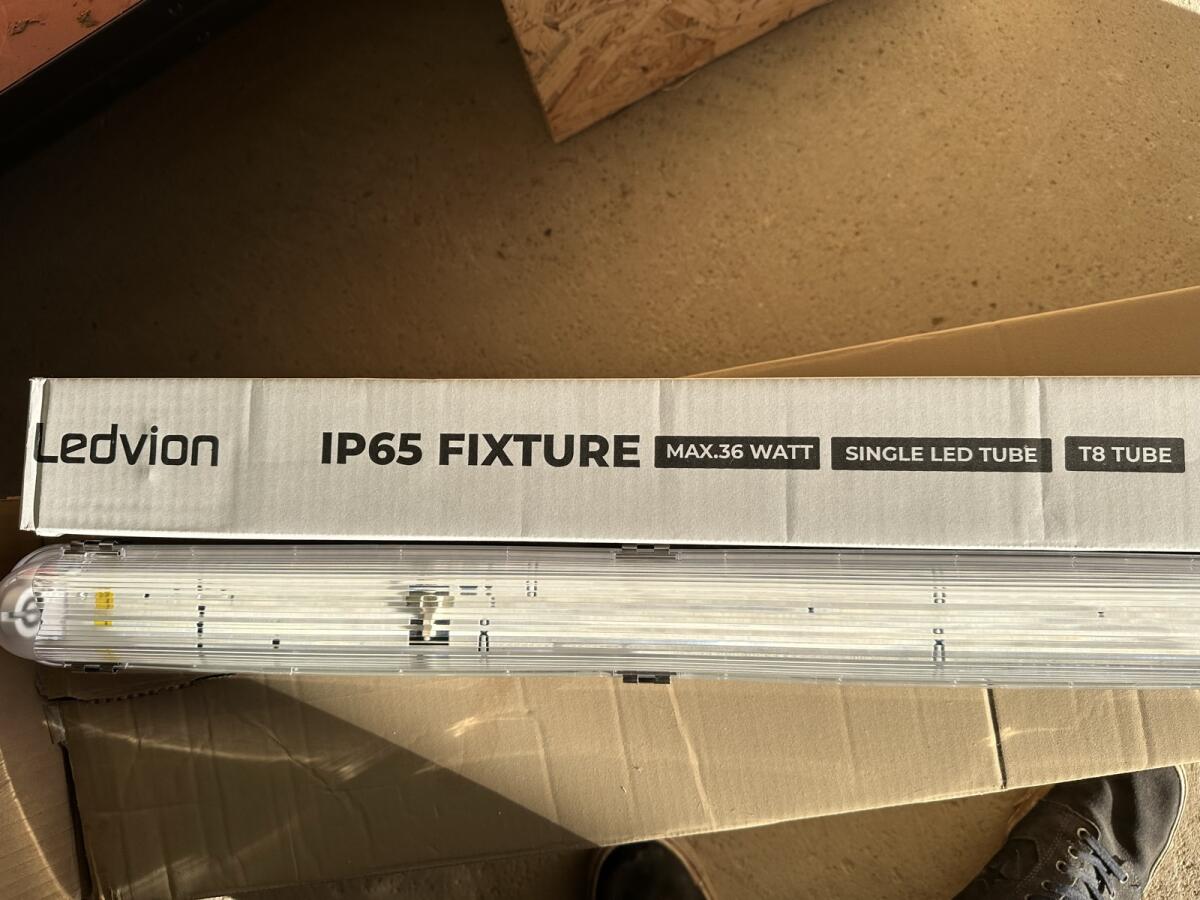 Ledvion IP65 FIXTURE MAX.36 WATT SINGLE LED TUBE T8 TUBE